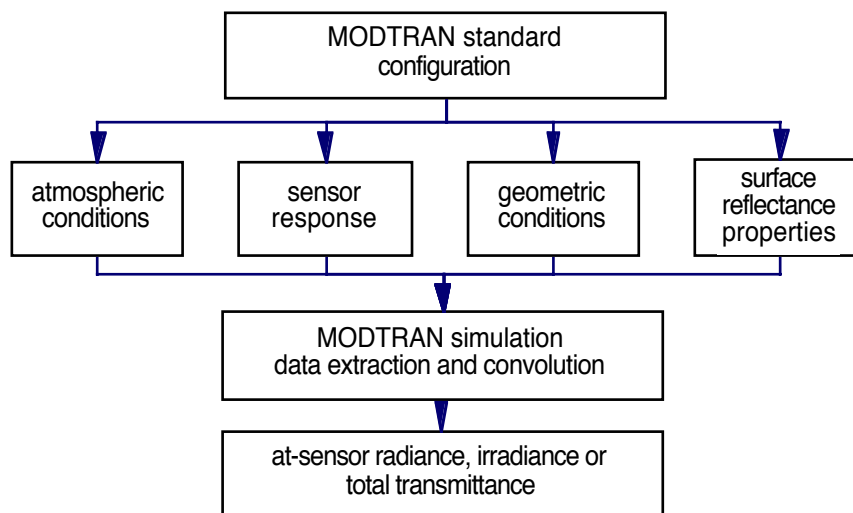 MODTRAN standard
configuration
atmospheric
conditions
sensor
response
geometric
conditions
surface
reflectance
properties
MODTRAN simulation
data extraction and convolution
at-sensor radiance, irradiance or
total transmittance